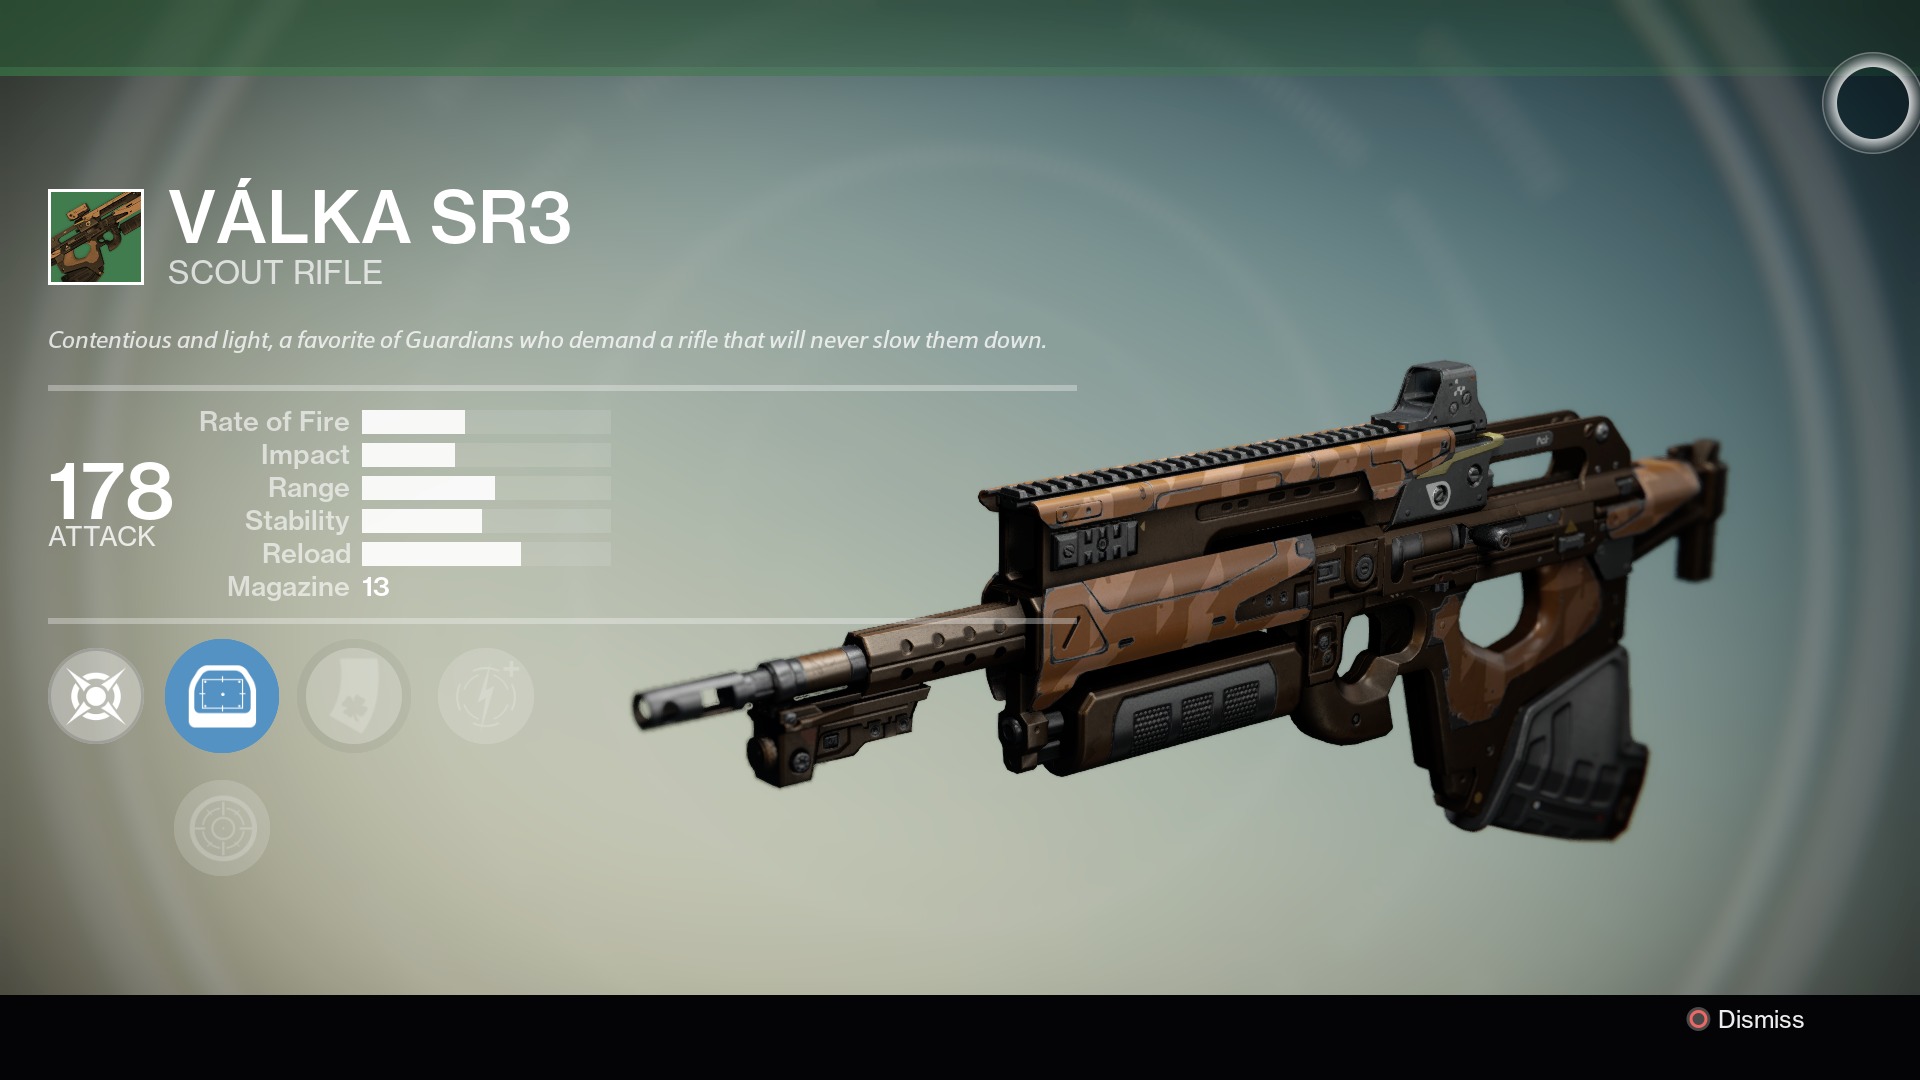 VÁLKA SR3
SCOUT RIFLE
Contentious and light, a favorite of Guardians who demand a rifle that will never slow them down.
178
ATTACK
Rate of Fire
Impact
Range
Stability
Reload
Magazine 13
Dismiss